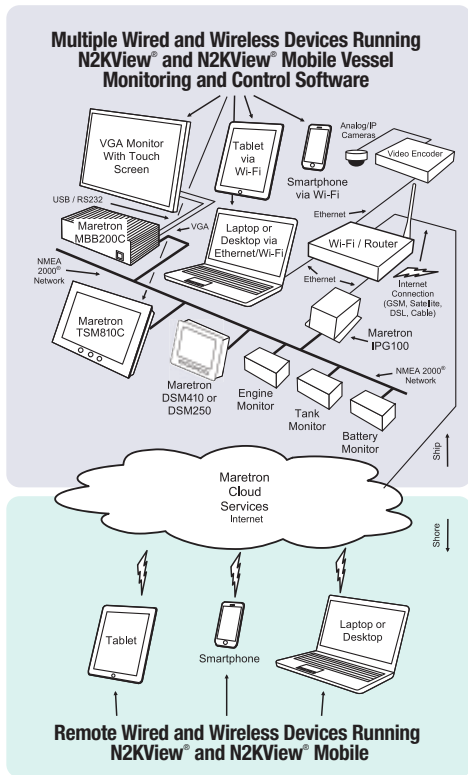 Multiple Wired and Wireless Devices Running
N2KView® and N2KView® Mobile Vessel
Monitoring and Control Software
VGA Monitor
With Touch
Screen
Tablet
via
Wi-Fi
Smartphone
via Wi-Fi
Analog/IP
Cameras
Video Encoder
USB / RS232
Ethernet
Maretron
MBB200C
VGA
Laptop or
Desktop via
Ethernet/Wi-Fi
Wi-Fi / Router
NMEA
2000®
Network
Ethernet
Internet
Connection
(GSM, Satellite,
DSL, Cable)
Maretron
TSM810C
Maretron
IPG100
Maretron
DSM410 or
DSM250
Engine
Monitor
Tank
Monitor
Battery
Monitor
NMEA 2000®
Network
Ship
Maretron
Cloud
Services
Internet
Shore
Tablet
Smartphone
Laptop or
Desktop
Remote Wired and Wireless Devices Running
N2KView® and N2KView® Mobile